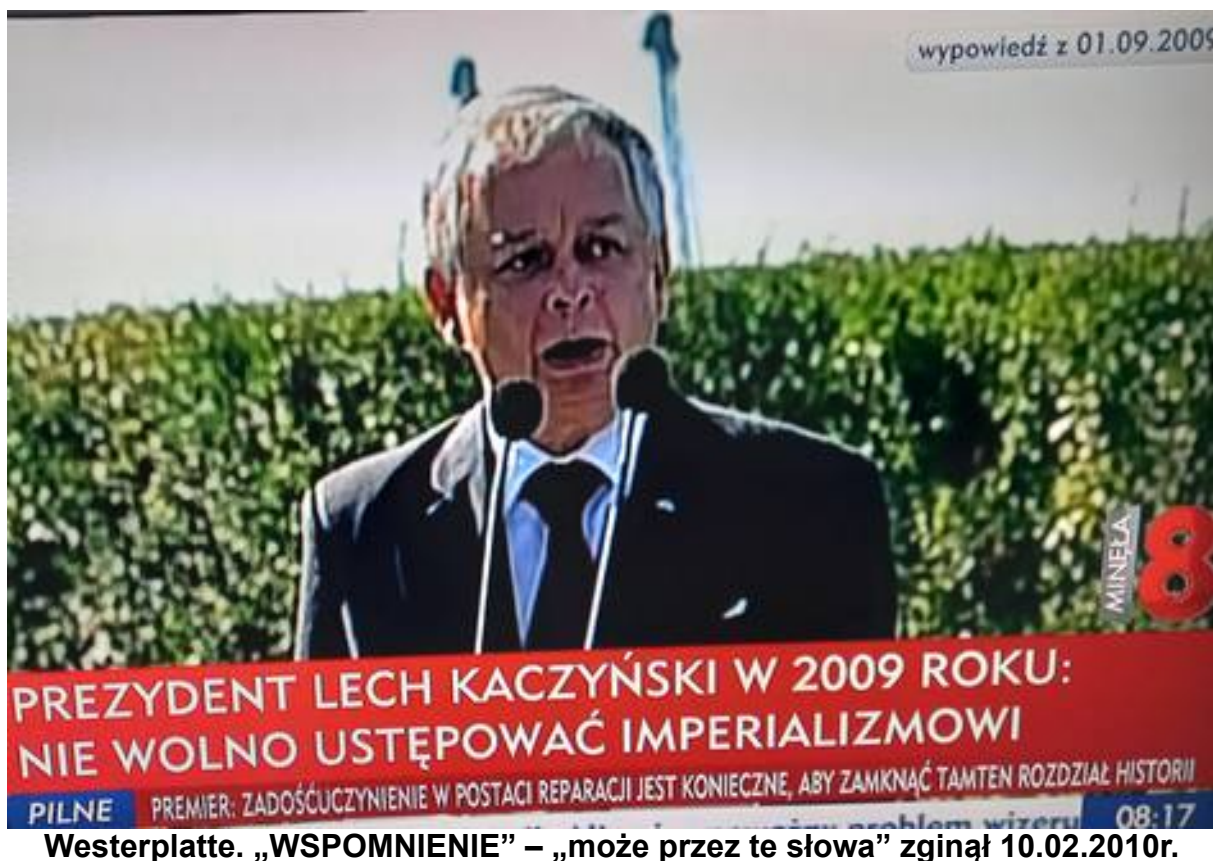 wypowiedź z 01.09.2009
MINĘŁA
8
PREZYDENT LECH KACZYŃSKI W 2009 ROKU:
NIE WOLNO USTĘPOWAĆ IMPERIALIZMOWI
PILNE PREMIER: ZADOŚĆUCZYNIENIE W POSTACI REPARACJI JEST KONIECZNE, ABY ZAMKNĄĆ TAMTEN ROZDZIAŁ HISTORII
problem wizeru 08:17
Westerplatte. „WSPOMNIENIE” – „może przez te słowa” zginął 10.02.2010r.